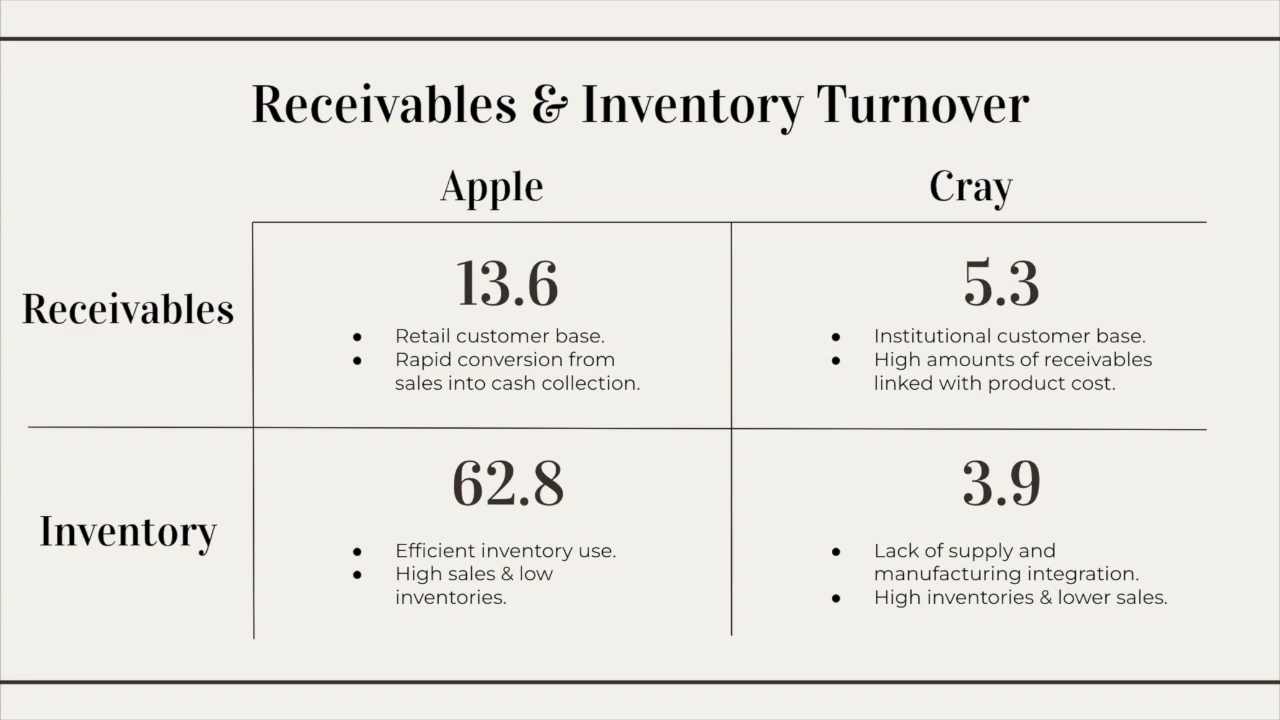 Receivables & Inventory Turnover
Apple
Cray
Receivables
13.6
● Retail customer base.
● Rapid conversion from
sales into cash collection.
5.3
● Institutional customer base.
● High amounts of receivables
linked with product cost.
Inventory
62.8
● Efficient inventory use.
● High sales & low
inventories.
3.9
● Lack of supply and
manufacturing integration.
● High inventories & lower sales.